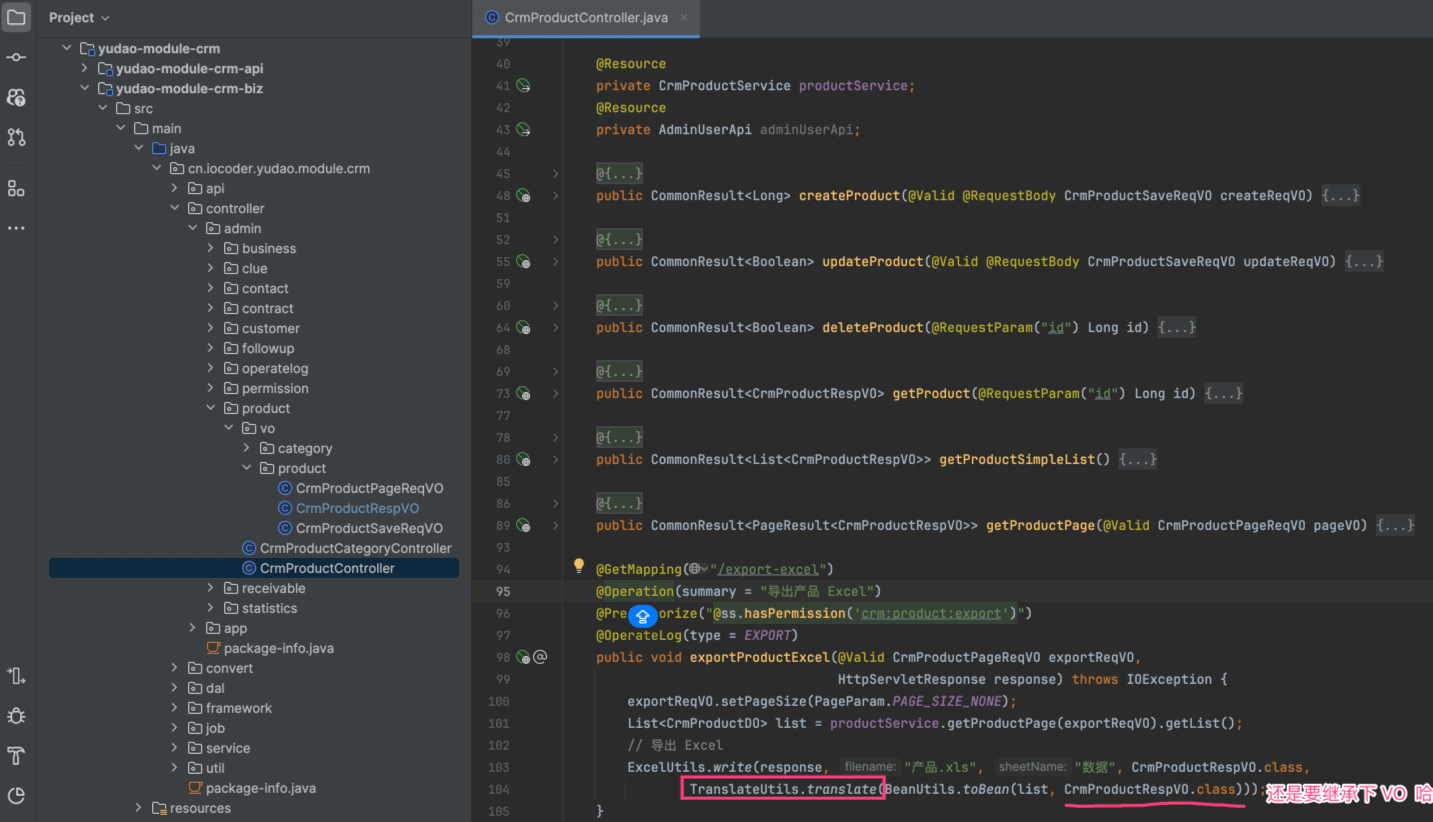 Project
CrmProductController.java
yudao-module-crm
yudao-module-crm-api
yudao-module-crm-biz
src
main
java
cn.iocoder.yudao.module.crm
api
controller
admin
business
clue
contact
contract
customer
followup
operatelog
permission
product
vo
category
product
CrmProductPageReqVO
CrmProductRespVO
CrmProductSaveReqVO
CrmProductCategoryController
CrmProductController
receivable
statistics
app
package-info.java
convert
dal
framework
job
service
util
package-info.java
resources
39
40 @Resource
41 private CrmProductService productService;
42 @Resource
43 private AdminUserApi adminUserApi;
44
45 @{...}
48 public CommonResult<Long> createProduct(@Valid @RequestBody CrmProductSaveReqVO createReqVO) {...}
51
52 @{...}
55 public CommonResult<Boolean> updateProduct(@Valid @RequestBody CrmProductSaveReqVO updateReqVO) {...}
59
60 @{...}
64 public CommonResult<Boolean> deleteProduct(@RequestParam("id") Long id) {...}
68
69 @{...}
73 public CommonResult<CrmProductRespVO> getProduct(@RequestParam("id") Long id) {...}
77
78 @{...}
80 public CommonResult<List<CrmProductRespVO>> getProductSimpleList() {...}
85
86 @{...}
89 public CommonResult<PageResult<CrmProductRespVO>> getProductPage(@Valid CrmProductPageReqVO pageVO) {...}
93
94 @GetMapping("/export-excel")
95 @Operation(summary = "导出产品 Excel")
96 @Pre orize("@ss.hasPermission('crm:product:export')")
97 @OperateLog(type = EXPORT)
98 public void exportProductExcel(@Valid CrmProductPageReqVO exportReqVO,
99 HttpServletResponse response) throws IOException {
100 exportReqVO.setPageSize(PageParam.PAGE_SIZE_NONE);
101 List<CrmProductDO> list = productService.getProductPage(exportReqVO).getList();
102 // 导出 Excel
103 ExcelUtils.write(response, filename: "产品.xls", sheetName: "数据", CrmProductRespVO.class,
104 TranslateUtils.translate(BeanUtils.toBean(list, CrmProductRespVO.class))); 还是要继承下 VO 哈
105 }